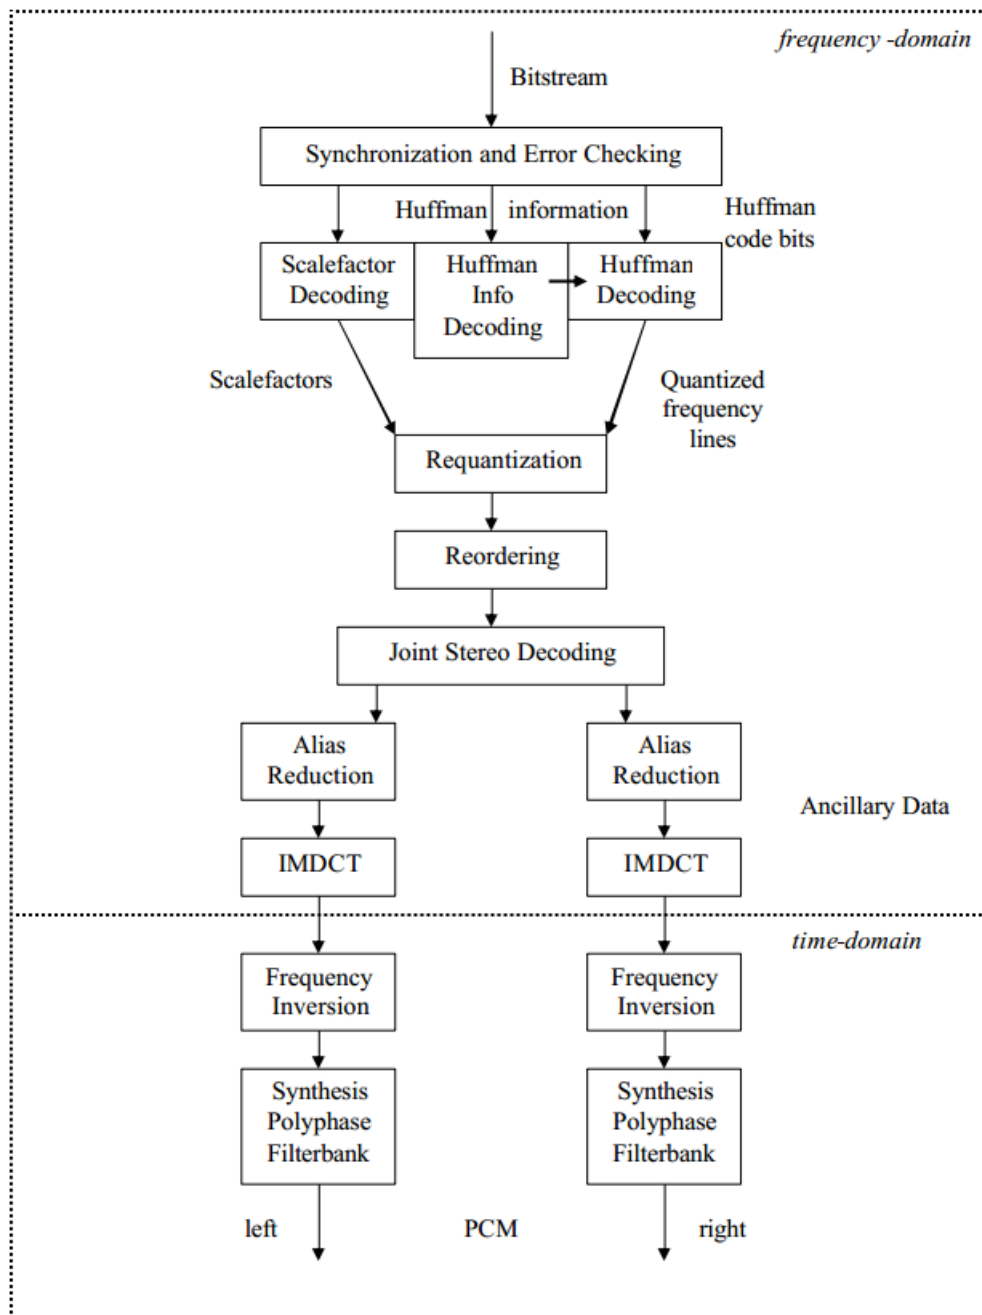 frequency -domain
Bitstream
Synchronization and Error Checking
Huffman information
Huffman
code bits
Scalefactor
Decoding
Huffman
Info
Decoding
Huffman
Decoding
Scalefactors
Quantized
frequency
lines
Requantization
Reordering
Joint Stereo Decoding
Alias
Reduction
Alias
Reduction
Ancillary Data
IMDCT
IMDCT
time-domain
Frequency
Inversion
Frequency
Inversion
Synthesis
Polyphase
Filterbank
Synthesis
Polyphase
Filterbank
left
PCM
right